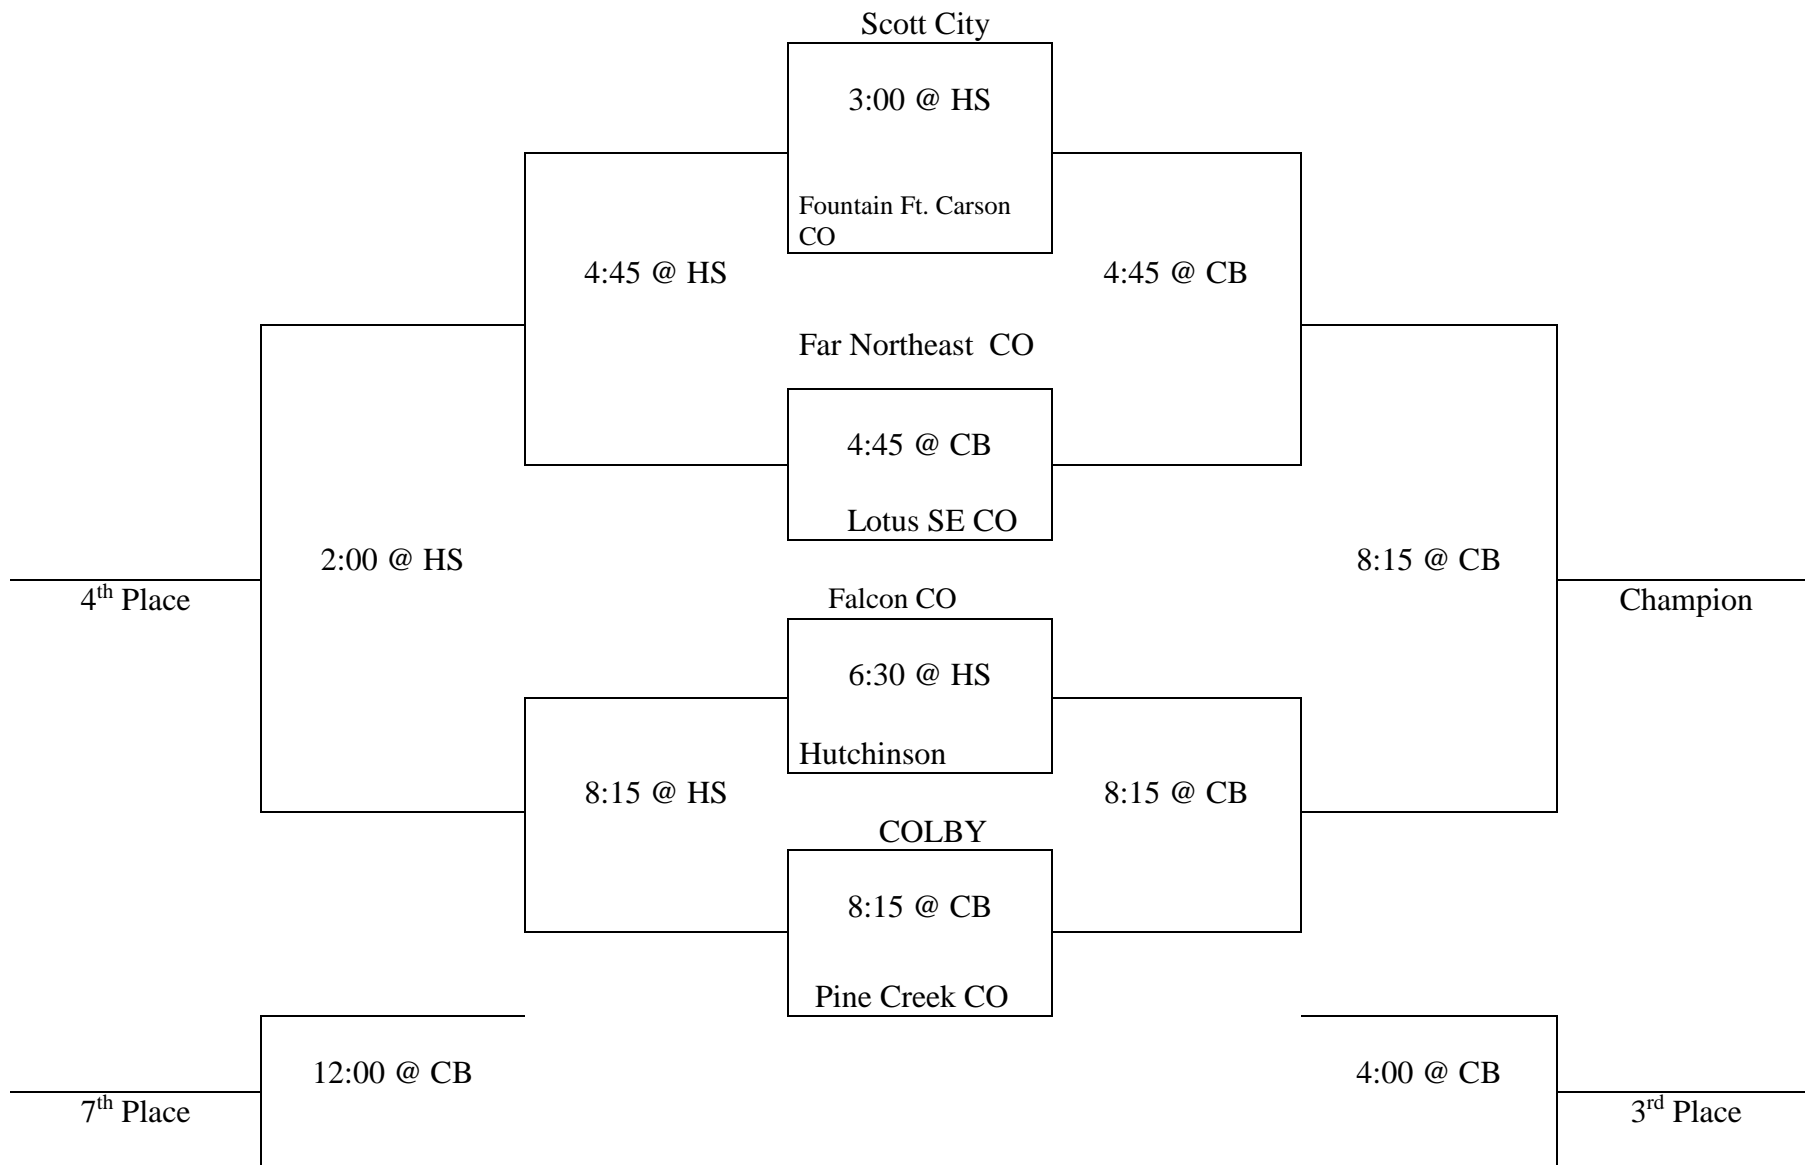 Scott City
3:00 @ HS
Fountain Ft. Carson
CO
4:45 @ HS
4:45 @ CB
Far Northeast  CO
4:45 @ CB
Lotus SE CO
2:00 @ HS
8:15 @ CB
4th Place
Falcon CO
Champion
6:30 @ HS
Hutchinson
8:15 @ HS
8:15 @ CB
COLBY
8:15 @ CB
Pine Creek CO
12:00 @ CB
4:00 @ CB
7th Place
3rd Place